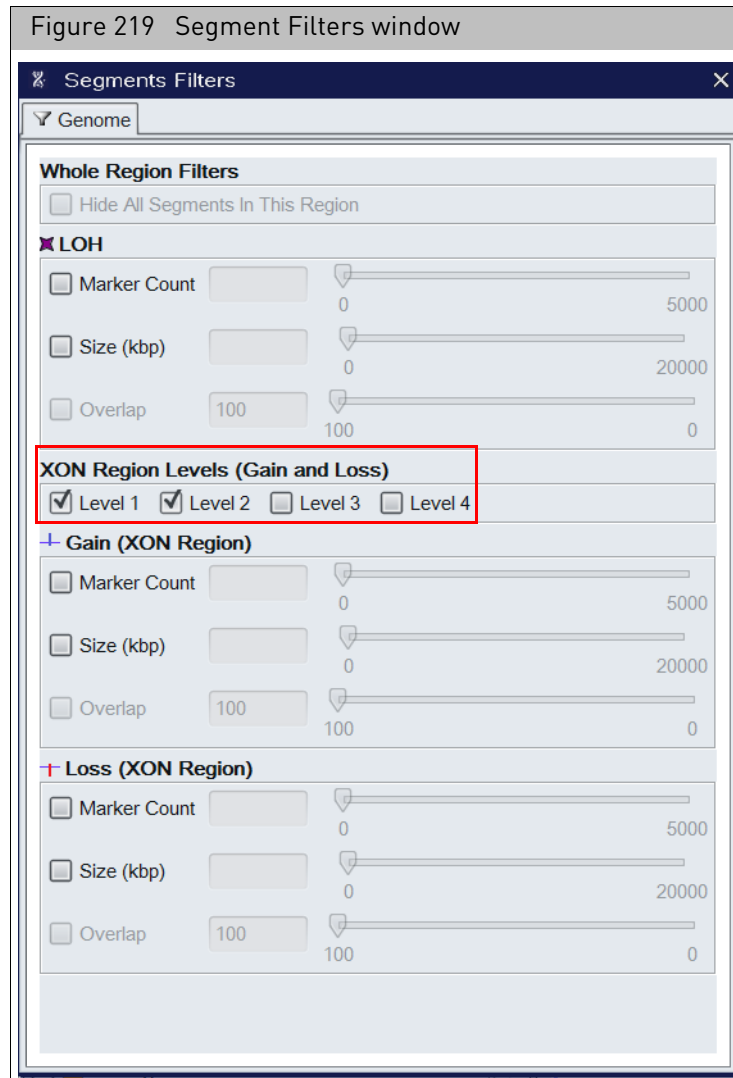 Figure 219 Segment Filters window
Segments Filters
Genome
Whole Region Filters
Hide All Segments In This Region
LOH
Marker Count
0 5000
Size (kbp)
0 20000
Overlap 100
100 0
XON Region Levels (Gain and Loss)
Level 1 Level 2 Level 3 Level 4
Gain (XON Region)
Marker Count
0 5000
Size (kbp)
0 20000
Overlap 100
100 0
Loss (XON Region)
Marker Count
0 5000
Size (kbp)
0 20000
Overlap 100
100 0